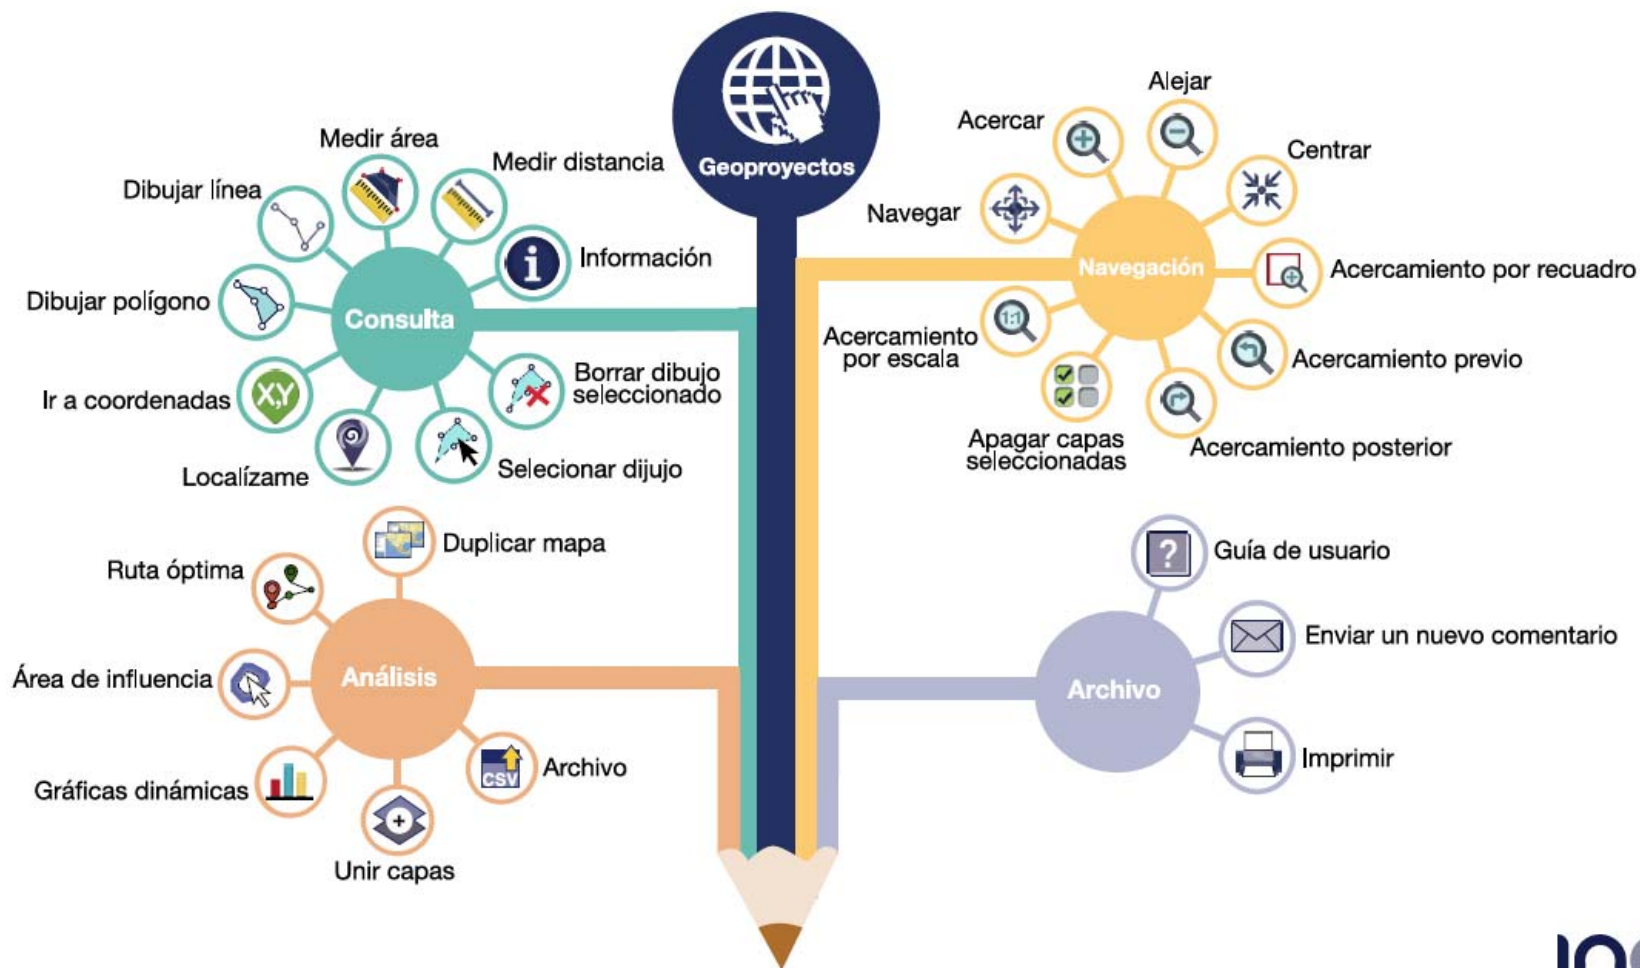 Geoproyectos
Consulta
Medir área
Medir distancia
Dibujar línea
Información
Dibujar polígono
Ir a coordenadas
Localízame
Selecionar dijujo
Borrar dibujo
seleccionado
Navegación
Alejar
Acercar
Centrar
Navegar
Acercamiento por recuadro
Acercamiento
por escala
1:1
Acercamiento previo
Apagar capas
seleccionadas
Acercamiento posterior
X,Y
Análisis
Duplicar mapa
Ruta óptima
Área de influencia
Gráficas dinámicas
Unir capas
Archivo
CSV
Archivo
Guía de usuario
?
Enviar un nuevo comentario
Imprimir